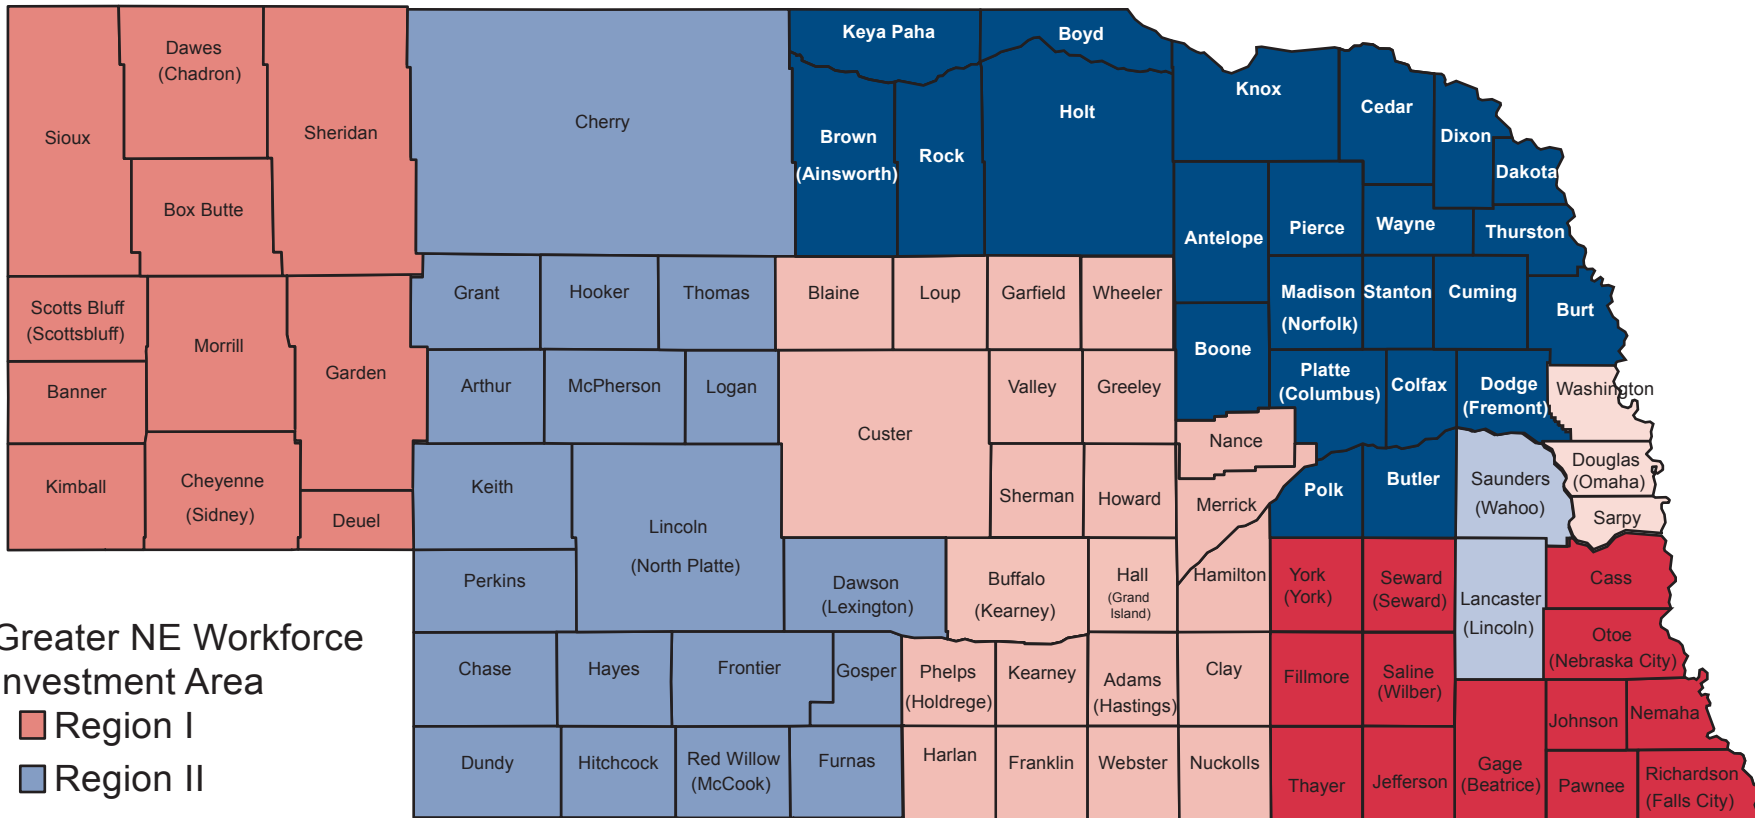 Keya Paha
Boyd
Dawes
(Chadron)
Knox
Cedar
Sioux
Sheridan
Cherry
Brown
(Ainsworth)
Rock
Holt
Dixon
Dakota
Box Butte
Antelope
Pierce
Wayne
Thurston
Scotts Bluff
(Scottsbluff)
Morrill
Garden
Grant
Hooker
Thomas
Blaine
Loup
Garfield
Wheeler
Madison
(Norfolk)
Stanton
Cuming
Burt
Boone
Banner
Arthur
McPherson
Logan
Custer
Valley
Greeley
Platte
(Columbus)
Colfax
Dodge
(Fremont)
Washington
Nance
Kimball
Cheyenne
(Sidney)
Deuel
Keith
Lincoln
(North Platte)
Sherman
Howard
Merrick
Polk
Butler
Saunders
(Wahoo)
Douglas
(Omaha)
Sarpy
Perkins
Dawson
(Lexington)
Buffalo
(Kearney)
Hall
(Grand
Island)
Hamilton
York
(York)
Seward
(Seward)
Lancaster
(Lincoln)
Cass
Otoe
(Nebraska City)
Chase
Hayes
Frontier
Gosper
Phelps
(Holdrege)
Kearney
Adams
(Hastings)
Clay
Fillmore
Saline
(Wilber)
Johnson
Nemaha
Dundy
Hitchcock
Red Willow
(McCook)
Furnas
Harlan
Franklin
Webster
Nuckolls
Thayer
Jefferson
Gage
(Beatrice)
Pawnee
Richardson
(Falls City)
Greater NE Workforce
nvestment Area
Region I
Region II